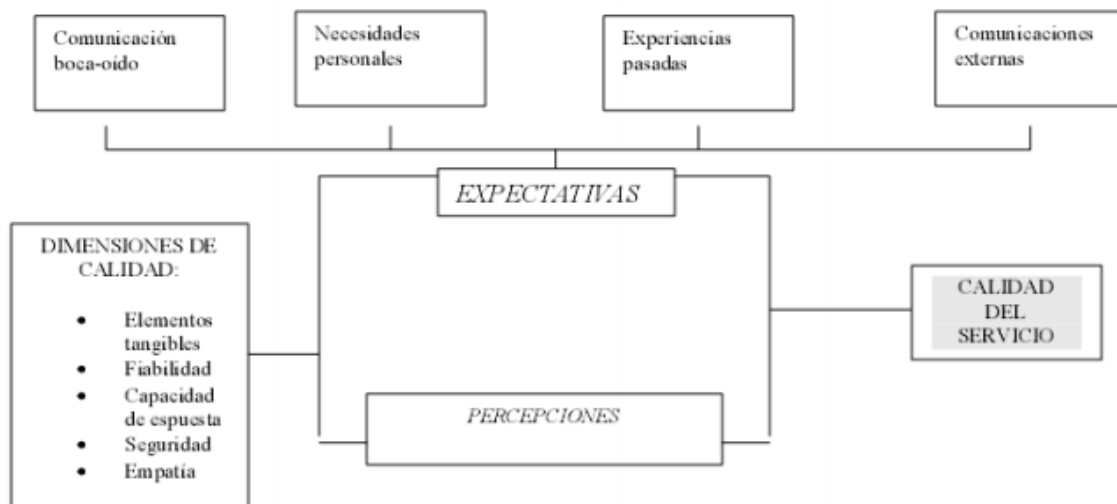 Comunicación
boca-oído
Necesidades
personales
Experiencias
pasadas
Comunicaciones
externas
EXPECTATIVAS
DIMENSIONES DE
CALIDAD:
• Elementos
tangibles
• Fiabilidad
• Capacidad
de espuesta
• Seguridad
• Empatía
CALIDAD
DEL
SERVICIO
PERCEPCIONES